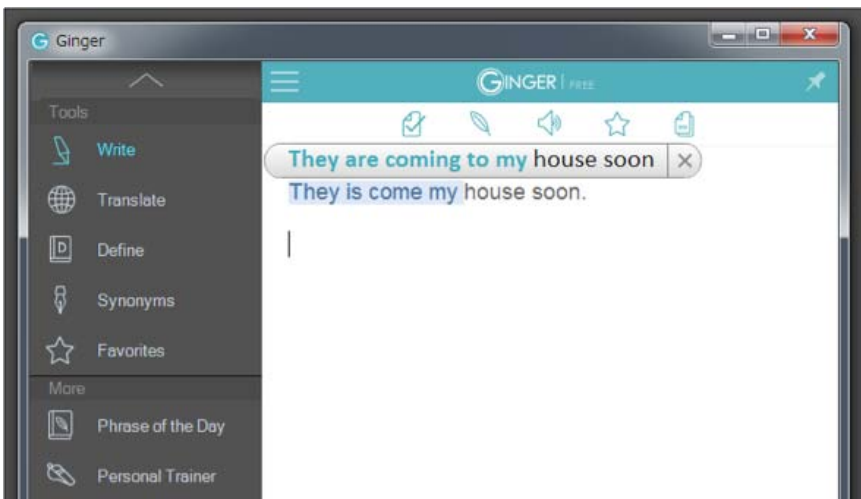 Ginger
GINGER | FREE
Tools
Write
Translate
Define
Synonyms
Favorites
More
Phrase of the Day
Personal Trainer
They are coming to my house soon
They is come my house soon.